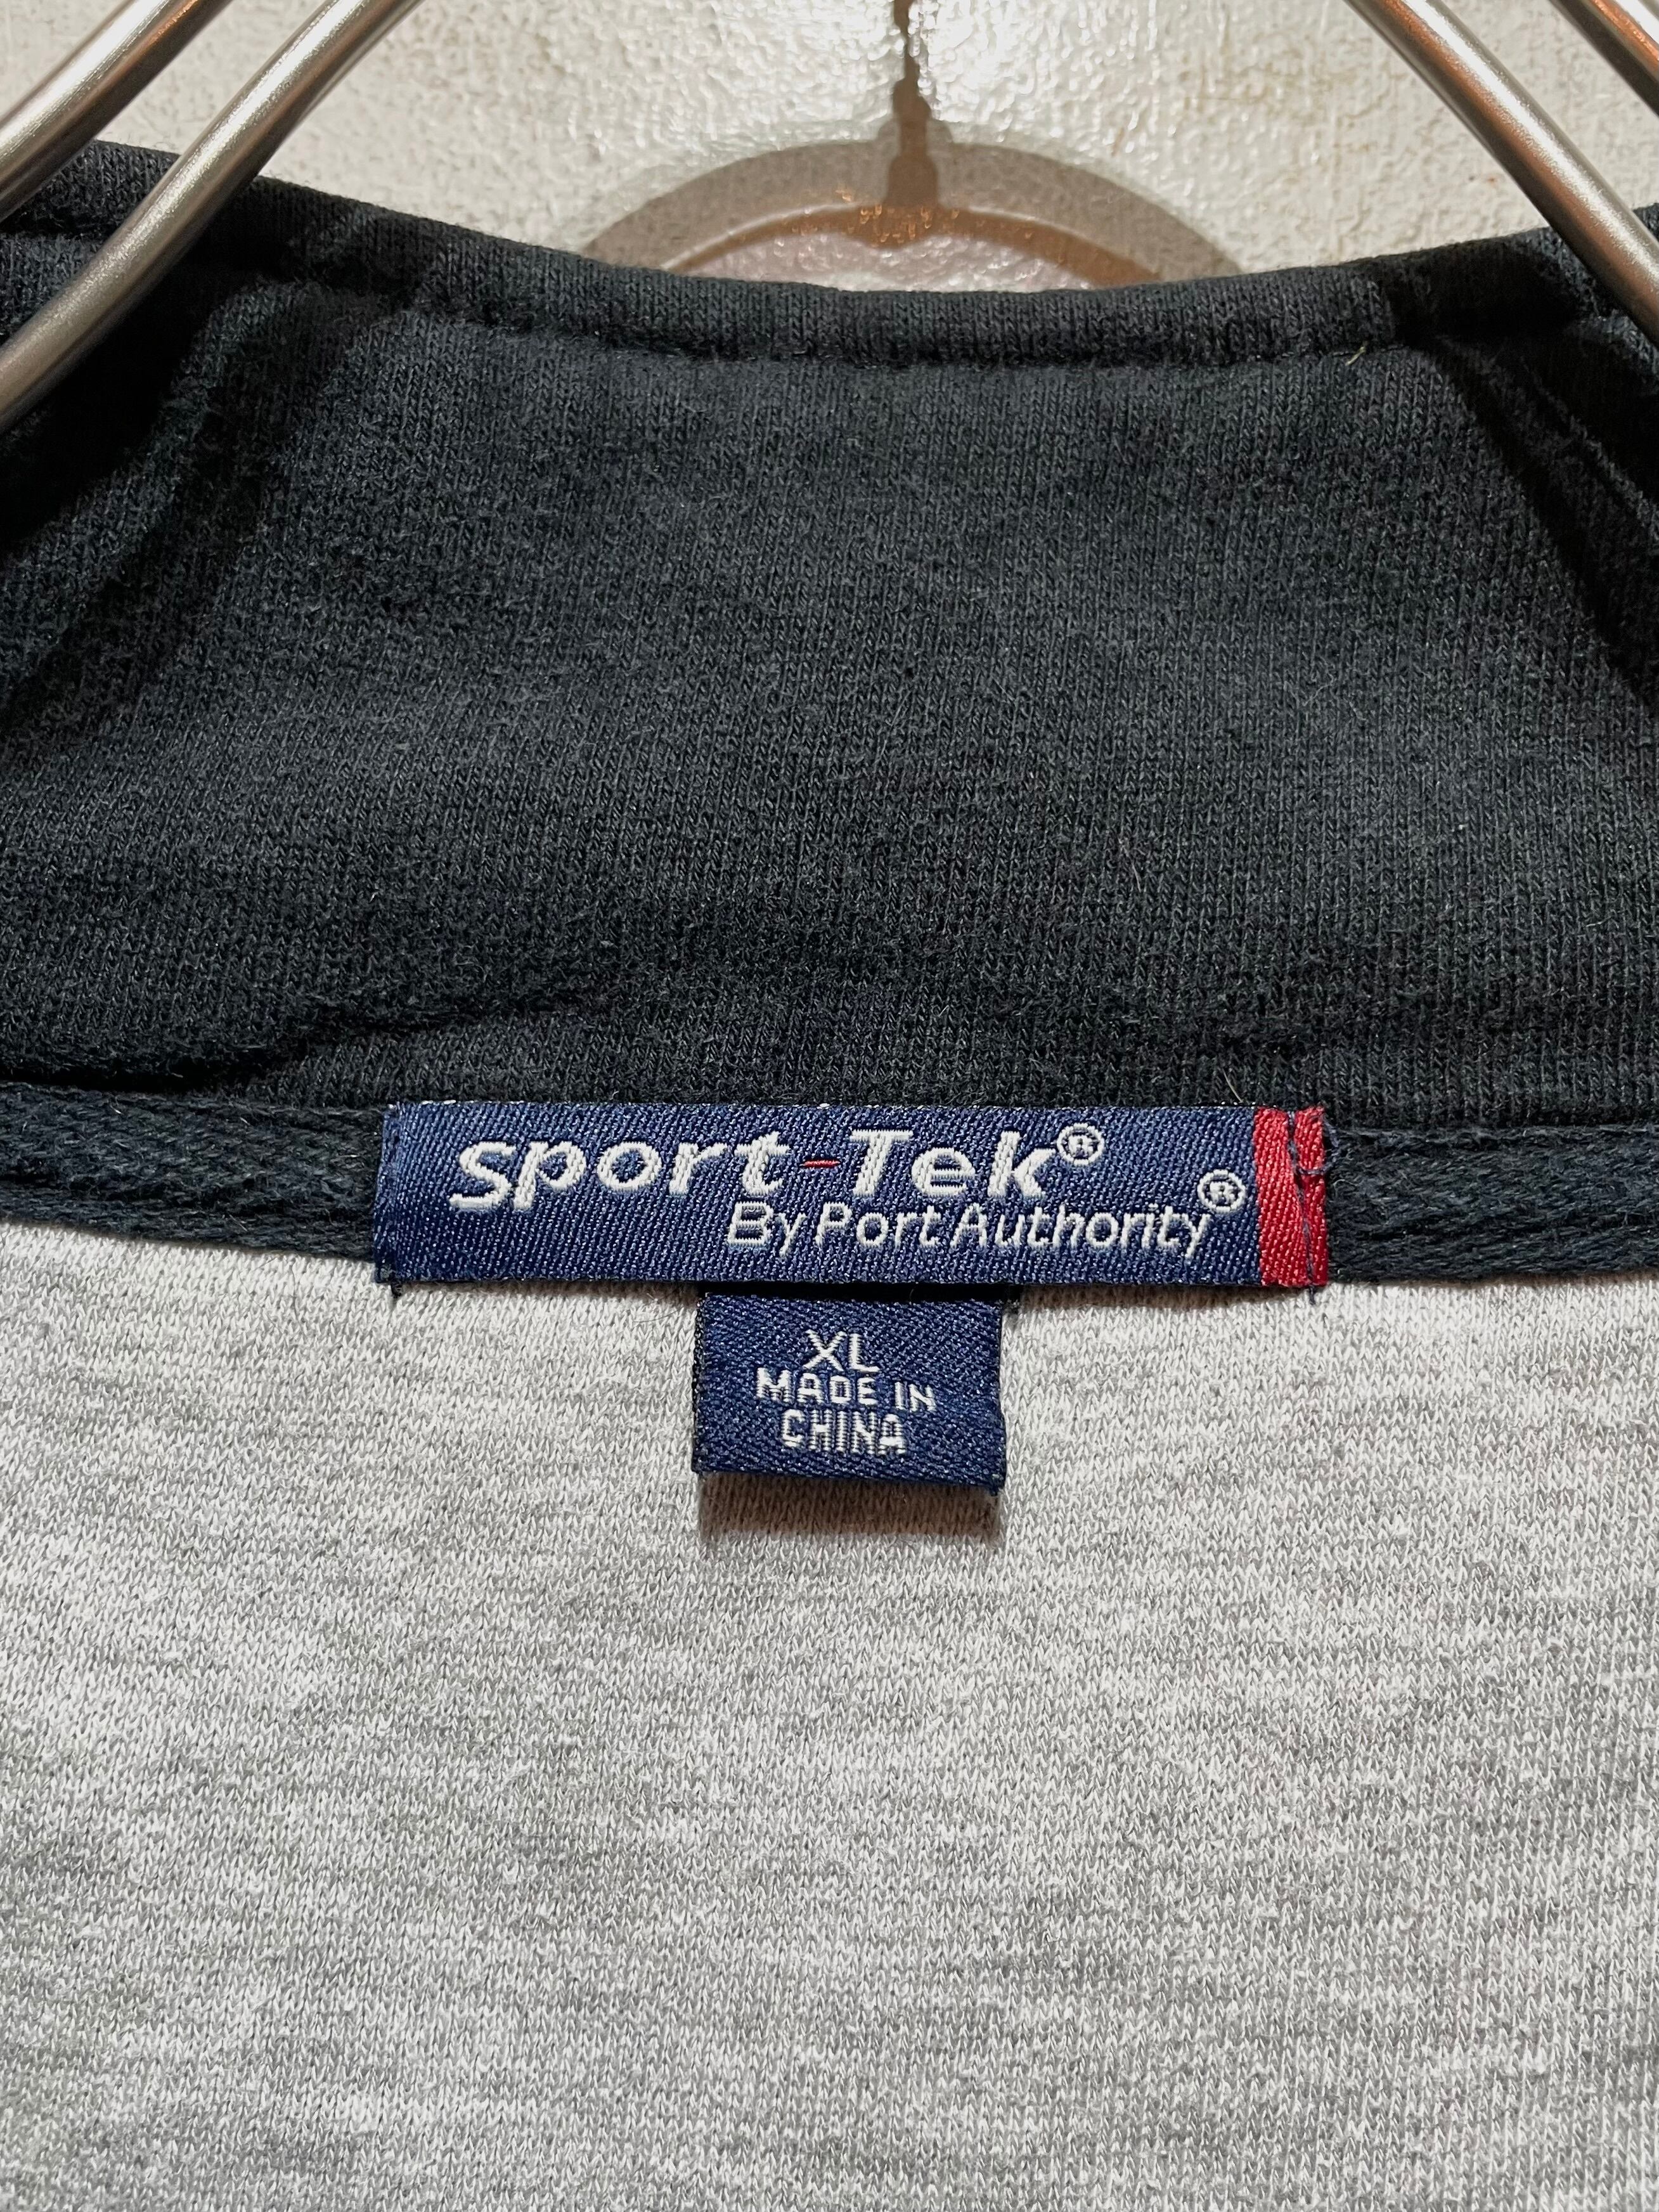 sport-Tek®
By Port Authority®
XL
MADE IN
CHINA